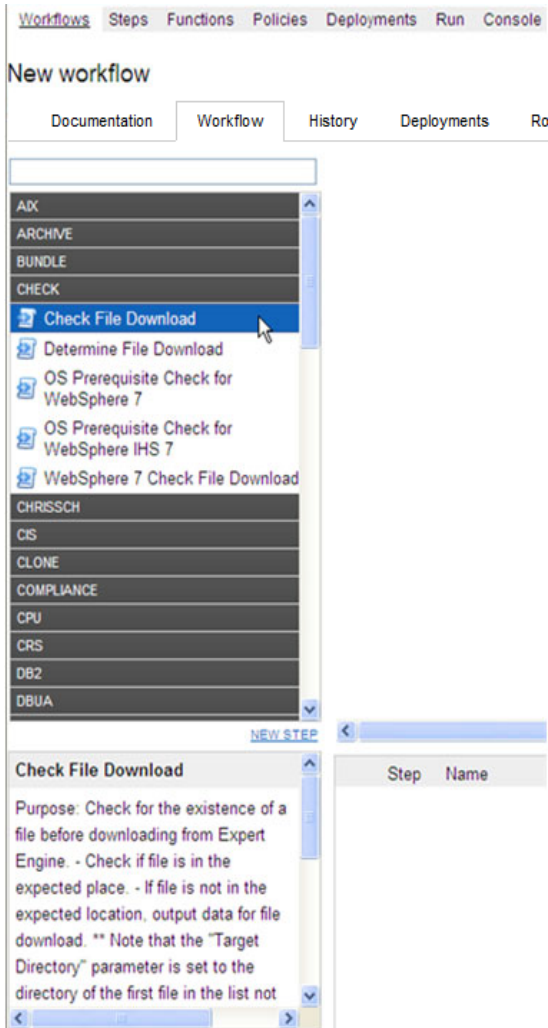 Workflows Steps Functions Policies Deployments Run Console
New workflow
Documentation Workflow History Deployments Ro
AIX
ARCHIVE
BUNDLE
CHECK
Check File Download
Determine File Download
OS Prerequisite Check for
WebSphere 7
OS Prerequisite Check for
WebSphere IHS 7
WebSphere 7 Check File Download
CHRISSCH
CIS
CLONE
COMPLIANCE
CPU
CRS
DB2
DBUA
NEW STEP
Check File Download
Purpose: Check for the existence of a
file before downloading from Expert
Engine. - Check if file is in the
expected place. - If file is not in the
expected location, output data for file
download. ** Note that the "Target
Directory" parameter is set to the
directory of the first file in the list not
Step Name